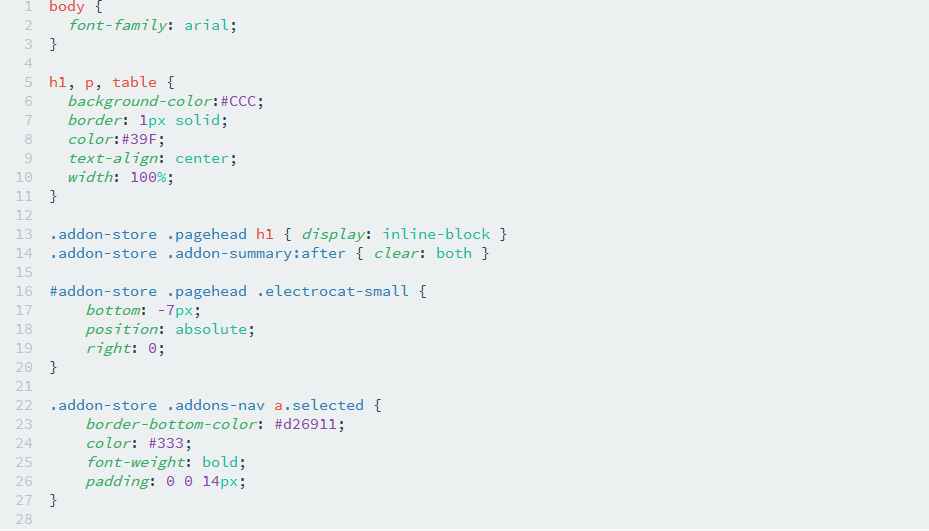 1 body {
2   font-family: arial;
3 }
4
5 h1, p, table {
6   background-color:#CCC;
7   border: 1px solid;
8   color:#39F;
9   text-align: center;
10   width: 100%;
11 }
12
13 .addon-store .pagehead h1 { display: inline-block }
14 .addon-store .addon-summary:after { clear: both }
15
16 #addon-store .pagehead .electrocat-small {
17     bottom: -7px;
18     position: absolute;
19     right: 0;
20 }
21
22 .addon-store .addons-nav a.selected {
23     border-bottom-color: #d26911;
24     color: #333;
25     font-weight: bold;
26     padding: 0 0 14px;
27 }
28